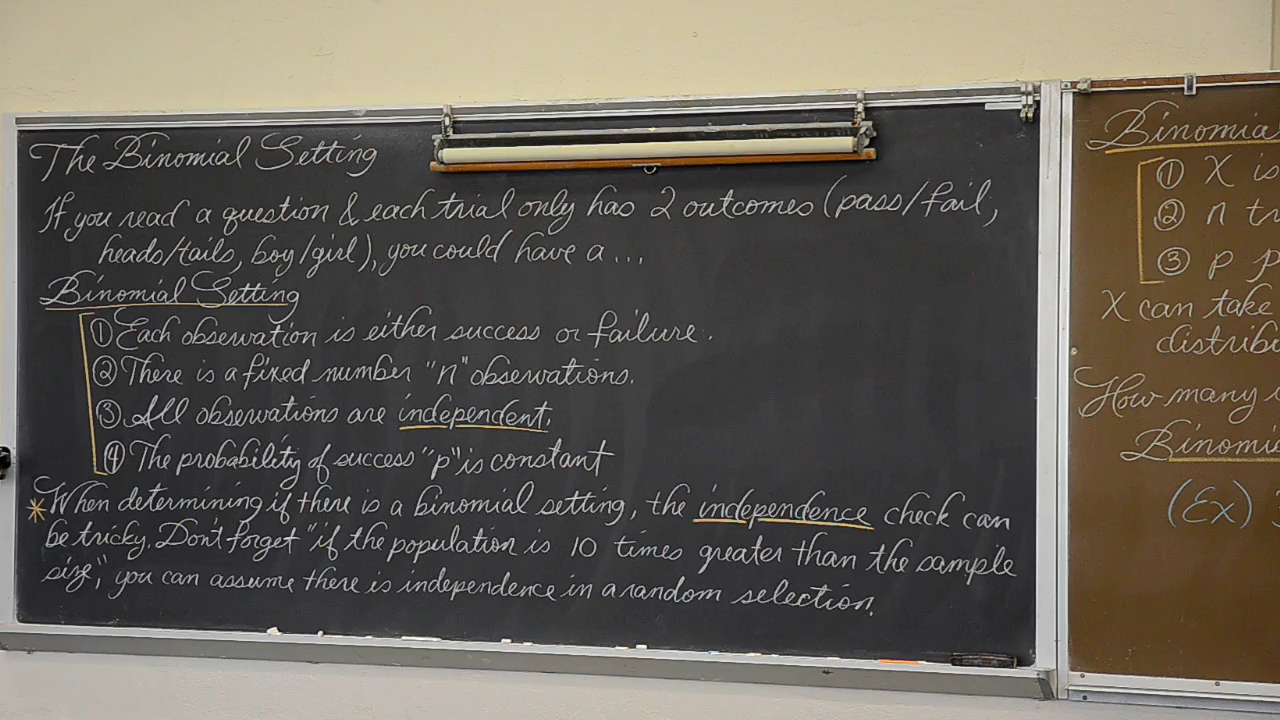 The Binomial Setting
If you read a question & each trial only has 2 outcomes (pass/fail,
heads/tails, boy/girl), you could have a ...
Binomial Setting
① Each observation is either success or failure.
② There is a fixed number "n" observations.
③ All observations are independent.
④ The probability of success "p" is constant
* When determining if there is a binomial setting, the independence check can
be tricky. Don't forget "if the population is 10 times greater than the sample
size," you can assume there is independence in a random selection.
Binomia
① X is
② n tr
③ p p
X can take
distribu
How many
Binomia
(Ex)